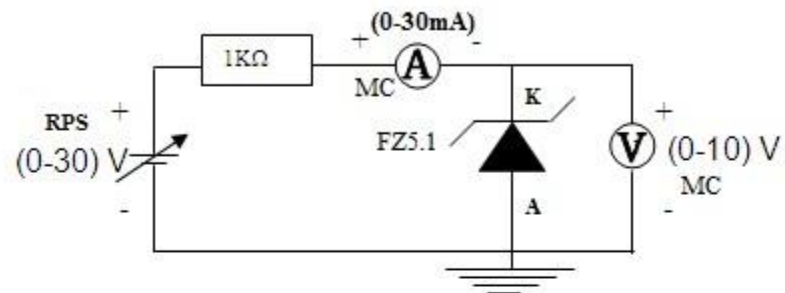 (0-30mA)
+ -
1KΩ
A
MC
K
+
RPS
(0-30) V
FZ5.1
+
V
(0-10) V
MC
-
A
-